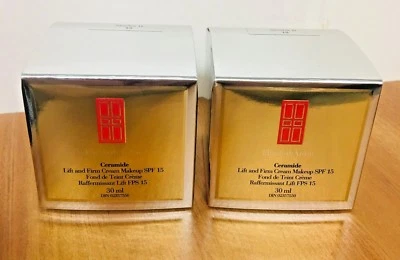 Ceramide
Lift and Firm Cream Makeup SPF 15
Fond de Teint Crème
Raffermissant Lift FPS 15
30 ml
Ceramide
Lift and Firm Cream Makeup SPF 15
Fond de Teint Crème
Raffermissant Lift FPS 15
30 ml